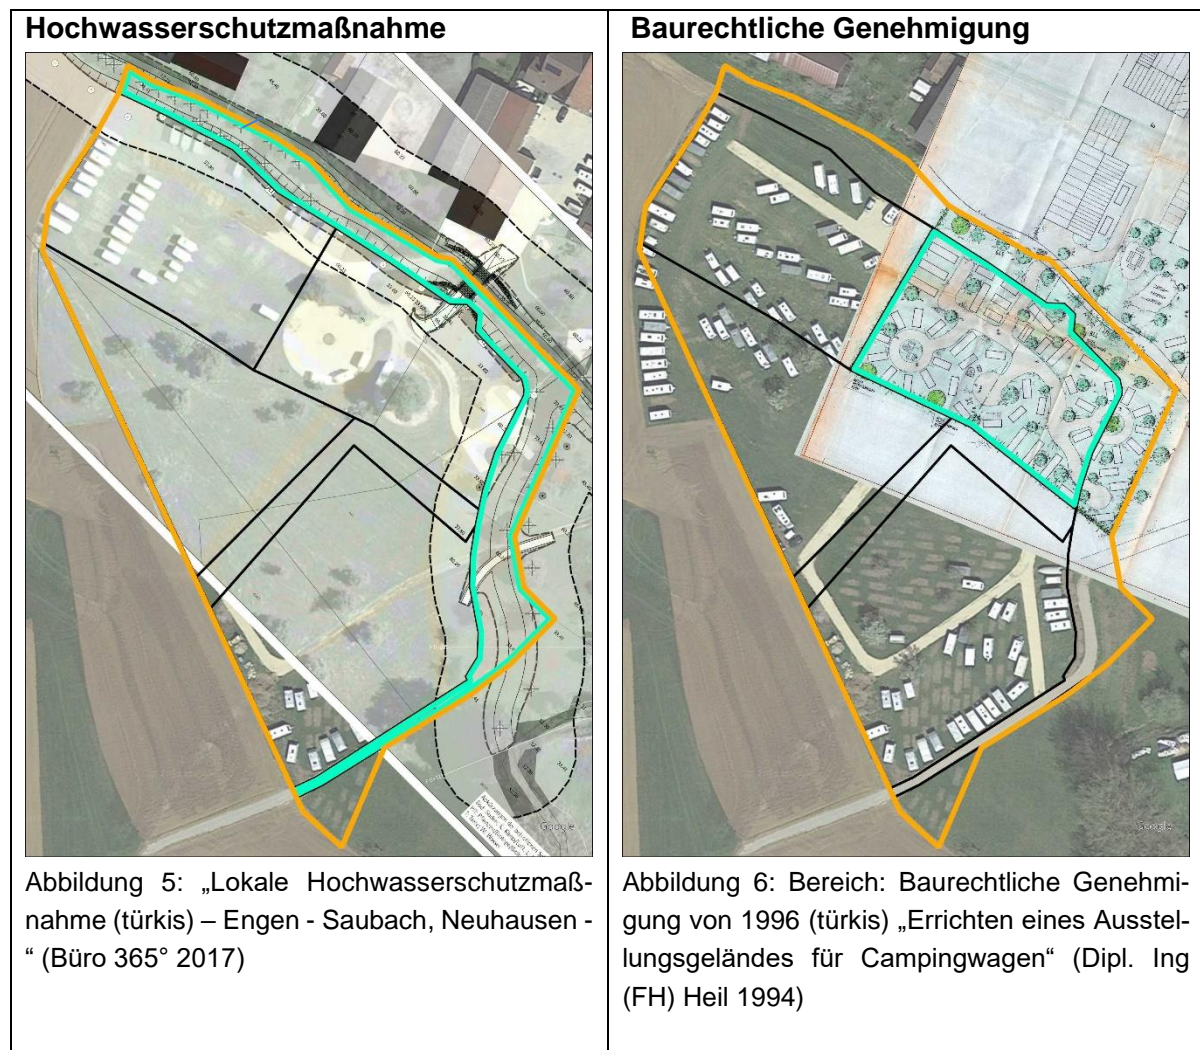 Hochwasserschutzmaßnahme
Baurechtliche Genehmigung
Google
Google
Abbildung 5: „Lokale Hochwasserschutzmaß-
nahme (türkis) – Engen - Saubach, Neuhausen -
“ (Büro 365° 2017)
Abbildung 6: Bereich: Baurechtliche Genehmi-
gung von 1996 (türkis) „Errichten eines Ausstel-
lungsgeländes für Campingwagen“ (Dipl. Ing
(FH) Heil 1994)